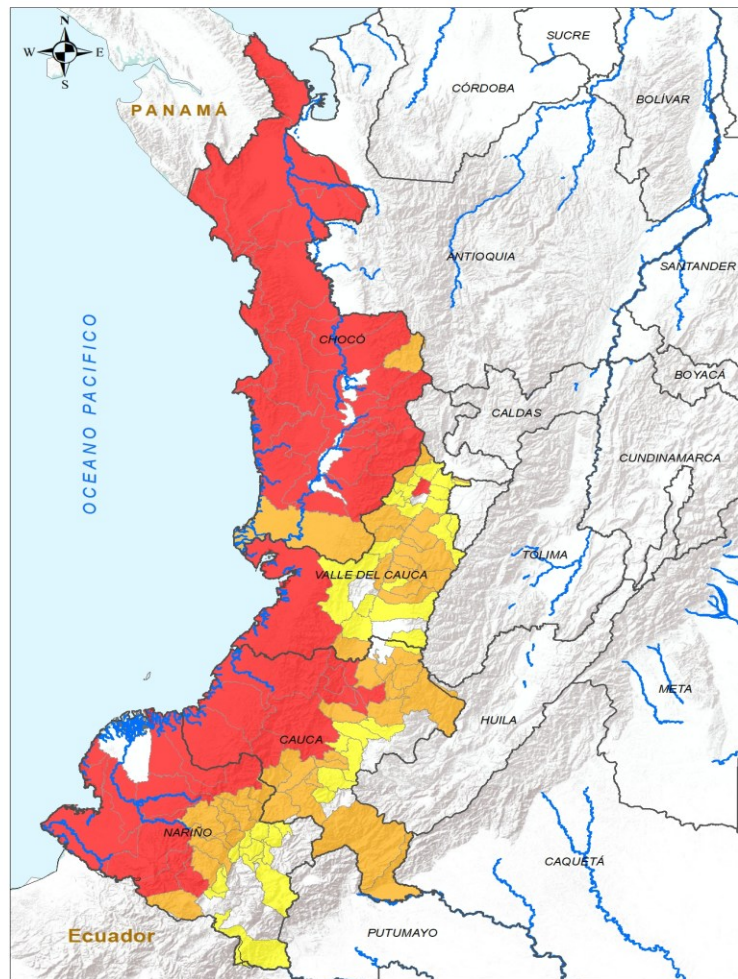 N
W E
S
SUCRE
CÓRDOBA
BOLÍVAR
PANAMÁ
ANTIOQUIA
SANTANDER
OCEANO PACIFICO
CHOCÓ
BOYACÁ
CALDAS
CUNDINAMARCA
TOLIMA
VALLE DEL CAUCA
META
HUILA
CAUCA
NARIÑO
CAQUETÁ
Ecuador
PUTUMAYO